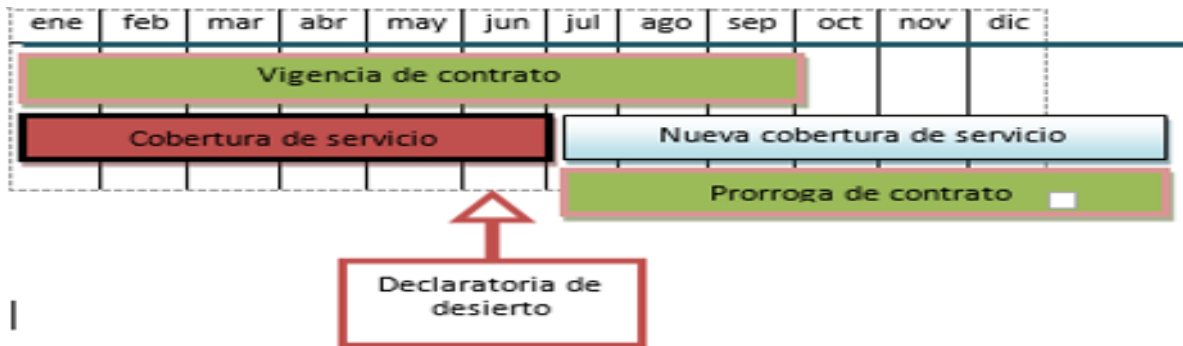 ene feb mar abr may jun jul ago sep oct nov dic
Vigencia de contrato
Cobertura de servicio Nueva cobertura de servicio
Prorroga de contrato
Declaratoria de
desierto